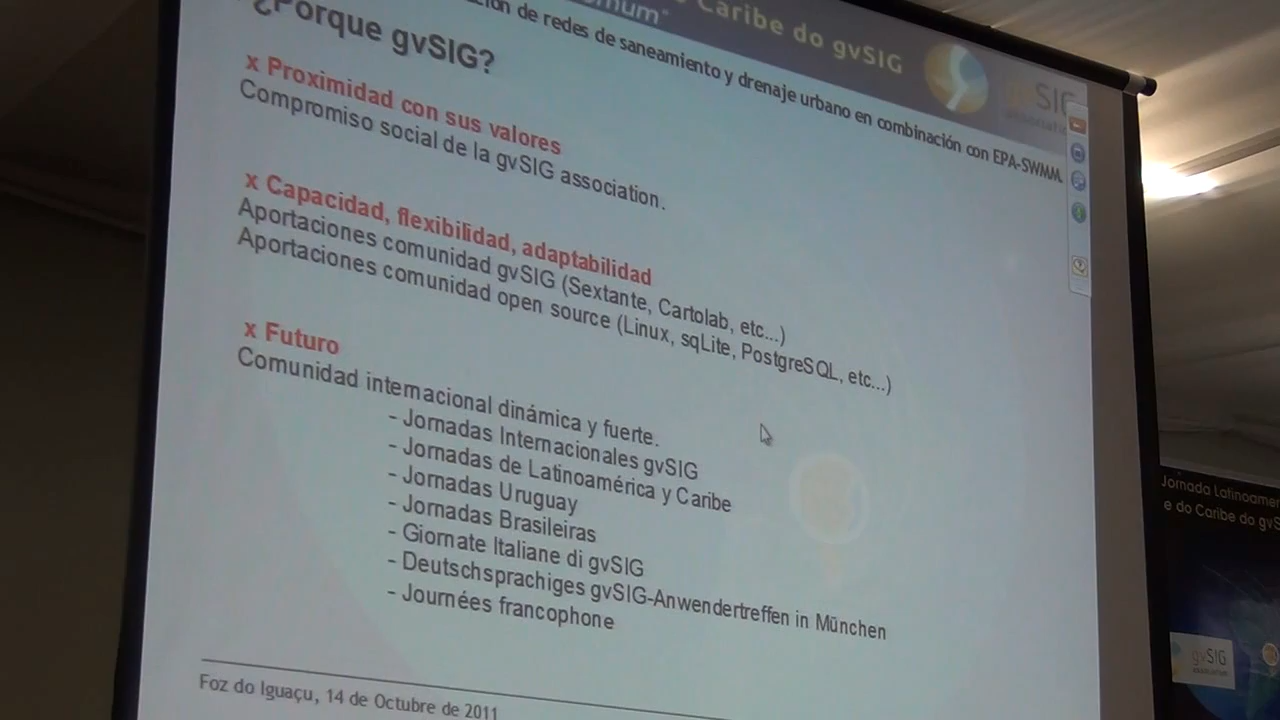 Caribe do gvSIG
de redes de saneamiento y drenaje urbano en combinación con EPA-SWMM.
¿Porque gvSIG?
x Proximidad con sus valores
Compromiso social de la gvSIG association.
x Capacidad, flexibilidad, adaptabilidad
Aportaciones comunidad gvSIG (Sextante, Cartolab, etc...)
Aportaciones comunidad open source (Linux, sqLite, PostgreSQL, etc...)
x Futuro
Comunidad internacional dinámica y fuerte.
- Jornadas Internacionales gvSIG
- Jornadas de Latinoamérica y Caribe
- Jornadas Uruguay
- Jornadas Brasileiras
- Giornate Italiane di gvSIG
- Deutschsprachiges gvSIG-Anwendertreffen in München
- Journées francophone
Foz do Iguaçu, 14 de Octubre de 2011
Jornada
e do Caribe do
gvSIG